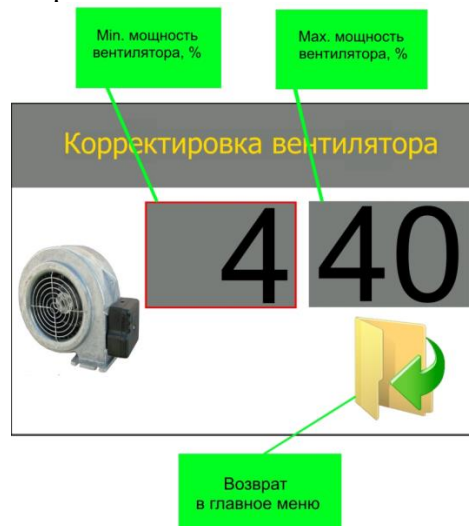 Min. мощность
вентилятора, %
Max. мощность
вентилятора, %
Корректировка вентилятора
4
40
Возврат
в главное меню